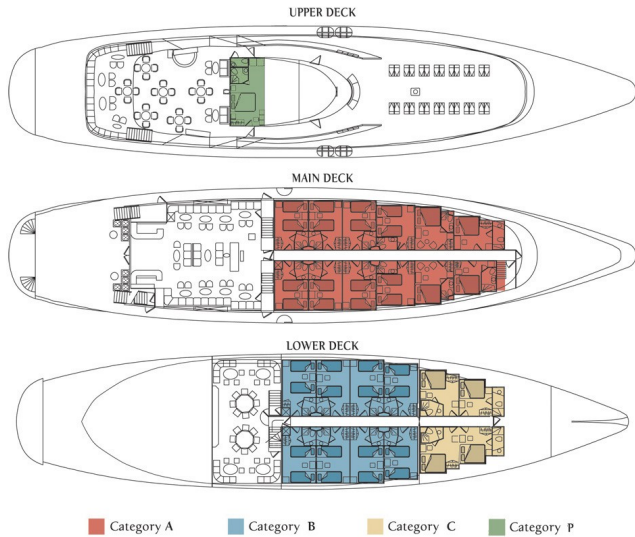 UPPER DECK
MAIN DECK
LOWER DECK
Category A
Category B
Category C
Category P